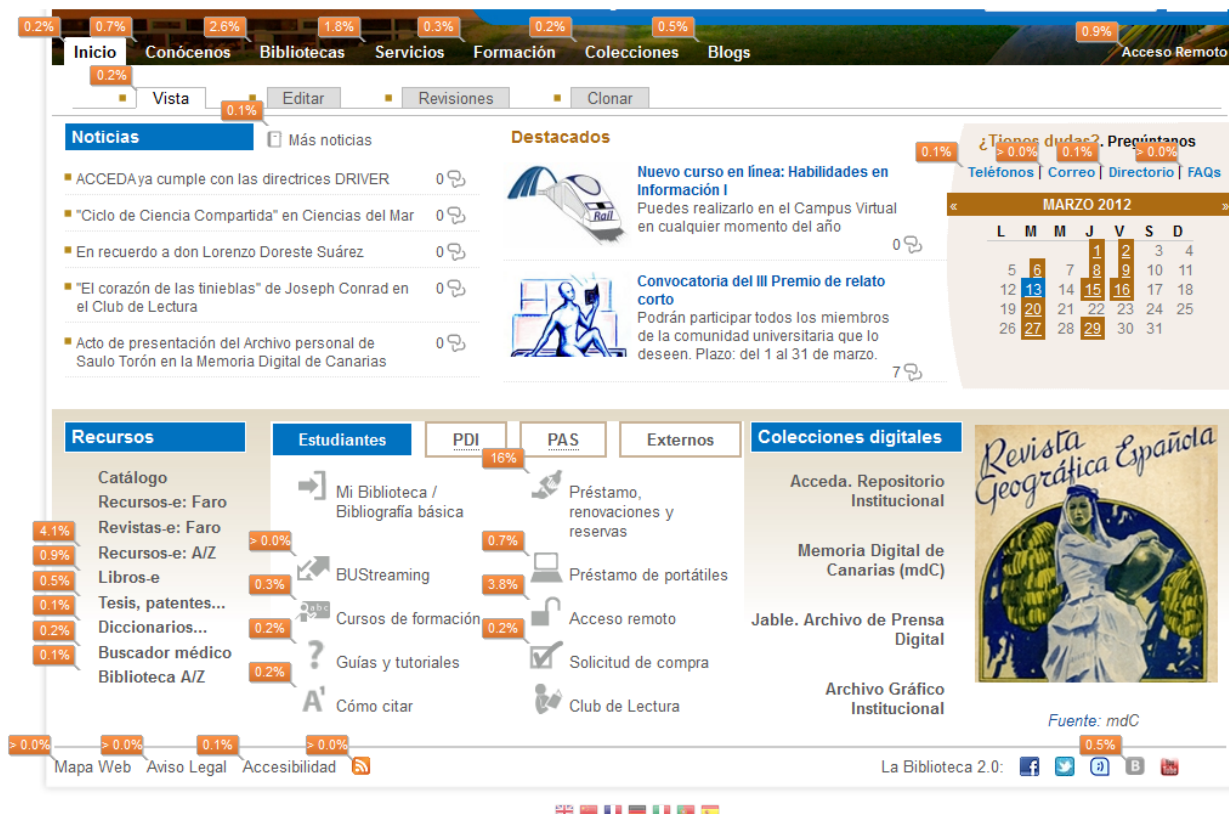 0.2% 0.7% 2.6% 1.8% 0.3% 0.2% 0.5% 0.9%
Inicio Conócenos Bibliotecas Servicios Formación Colecciones Blogs Acceso Remoto
0.2%
Vista Editar Revisiones Clonar
0.1%
Noticias Más noticias
ACCEDA ya cumple con las directrices DRIVER 0
"Ciclo de Ciencia Compartida" en Ciencias del Mar 0
En recuerdo a don Lorenzo Doreste Suárez 0
"El corazón de las tinieblas" de Joseph Conrad en 0
el Club de Lectura
Acto de presentación del Archivo personal de 0
Saulo Torón en la Memoria Digital de Canarias
Destacados
Rail
Nuevo curso en línea: Habilidades en
Información I
Puedes realizarlo en el Campus Virtual
en cualquier momento del año
0
Convocatoria del III Premio de relato
corto
Podrán participar todos los miembros
de la comunidad universitaria que lo
deseen. Plazo: del 1 al 31 de marzo.
7
¿Tienes dudas?. Pregúntanos
0.1% > 0.0% 0.1% > 0.0%
Teléfonos | Correo | Directorio | FAQs
« MARZO 2012 »
L M M J V S D
1 2 3 4
5 6 7 8 9 10 11
12 13 14 15 16 17 18
19 20 21 22 23 24 25
26 27 28 29 30 31
Recursos
Catálogo
Recursos-e: Faro
Revistas-e: Faro
4.1%
Recursos-e: A/Z
0.9%
Libros-e
0.5%
Tesis, patentes...
0.1%
Diccionarios...
0.2%
Buscador médico
0.1%
Biblioteca A/Z
Estudiantes PDI PAS Externos
16%
Mi Biblioteca /
Bibliografía básica
Préstamo,
renovaciones y
reservas
> 0.0% 0.7%
BUStreaming Préstamo de portátiles
0.3% 3.8%
abc
Cursos de formación Acceso remoto
0.2% 0.2%
? Guías y tutoriales Solicitud de compra
0.2%
A Cómo citar Club de Lectura
Colecciones digitales
Acceda. Repositorio
Institucional
Memoria Digital de
Canarias (mdC)
Jable. Archivo de Prensa
Digital
Archivo Gráfico
Institucional
Revista
Geográfica Española
Fuente: mdC
> 0.0% > 0.0% 0.1% > 0.0% 0.5%
Mapa Web Aviso Legal Accesibilidad La Biblioteca 2.0: f B